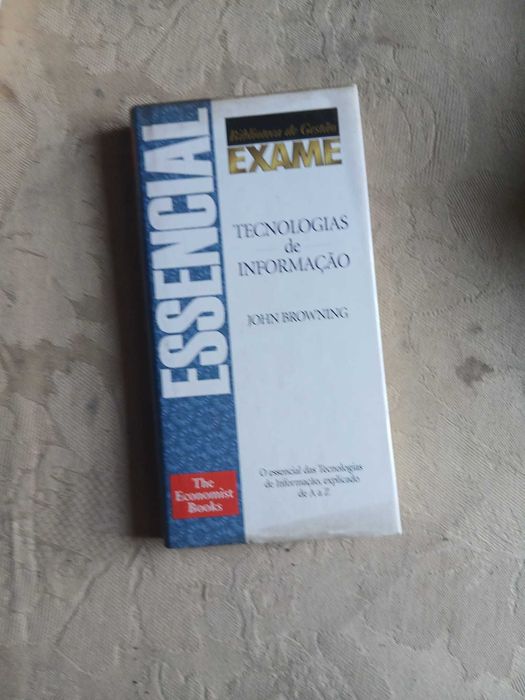 ESSENCIAL
Biblioteca de Gestão
EXAME
TECNOLOGIAS
de
INFORMAÇÃO
JOHN BROWNING
O essencial das Tecnologias
de Informação, explicado
de A a Z
The
Economist
Books